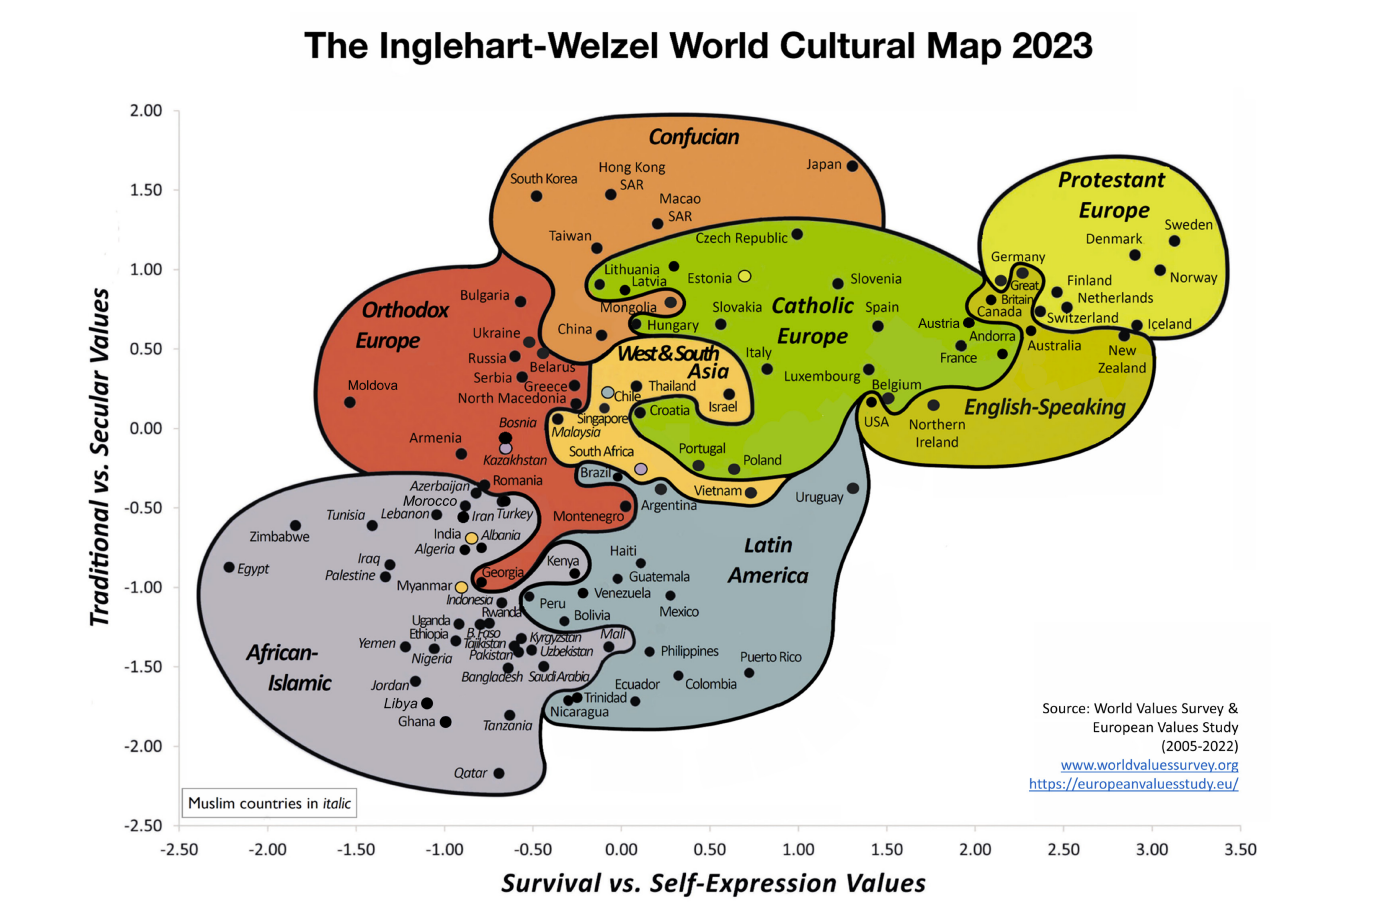 The Inglehart-Welzel World Cultural Map 2023
Traditional vs. Secular Values
2.00
1.50
1.00
0.50
0.00
-0.50
-1.00
-1.50
-2.00
-2.50
Confucian
Hong Kong
SAR
Japan
South Korea
Macao
SAR
Taiwan
Czech Republic
Protestant
Europe
Sweden
Denmark
Norway
Germany
Great
Britain
Finland
Netherlands
Switzerland
Iceland
Canada
Australia
New
Zealand
Lithuania
Latvia
Estonia
Slovenia
Mongolia
Hungary
Slovakia
Catholic
Europe
Spain
Austria
Andorra
France
Italy
Luxembourg
Belgium
USA
Northern
Ireland
English-Speaking
Orthodox
Europe
Bulgaria
Ukraine
China
Russia
Belarus
Serbia
Greece
North Macedonia
Moldova
West & South
Asia
Thailand
Chile
Israel
Singapore
Croatia
Malaysia
Bosnia
Armenia
Kazakhstan
South Africa
Portugal
Poland
Brazil
Vietnam
Argentina
Uruguay
Romania
Azerbaijan
Morocco
Lebanon
Iran
Turkey
Montenegro
Tunisia
Zimbabwe
India
Albania
Algeria
Egypt
Iraq
Palestine
Georgia
Kenya
Haiti
Guatemala
Latin
America
Myanmar
Indonesia
Venezuela
Mexico
Peru
Rwanda
Bolivia
Uganda
B. Faso
Ethiopia
Tajikistan
Kyrgyzstan
Mali
Yemen
Nigeria
Pakistan
Uzbekistan
Philippines
Puerto Rico
African-
Islamic
Bangladesh
Saudi Arabia
Jordan
Ecuador
Colombia
Libya
Trinidad
Nicaragua
Ghana
Tanzania
Qatar
Source: World Values Survey &
European Values Study
(2005-2022)
www.worldvaluessurvey.org
https://europeanvaluesstudy.eu/
Muslim countries in italic
-2.50 -2.00 -1.50 -1.00 -0.50 0.00 0.50 1.00 1.50 2.00 2.50 3.00 3.50
Survival vs. Self-Expression Values